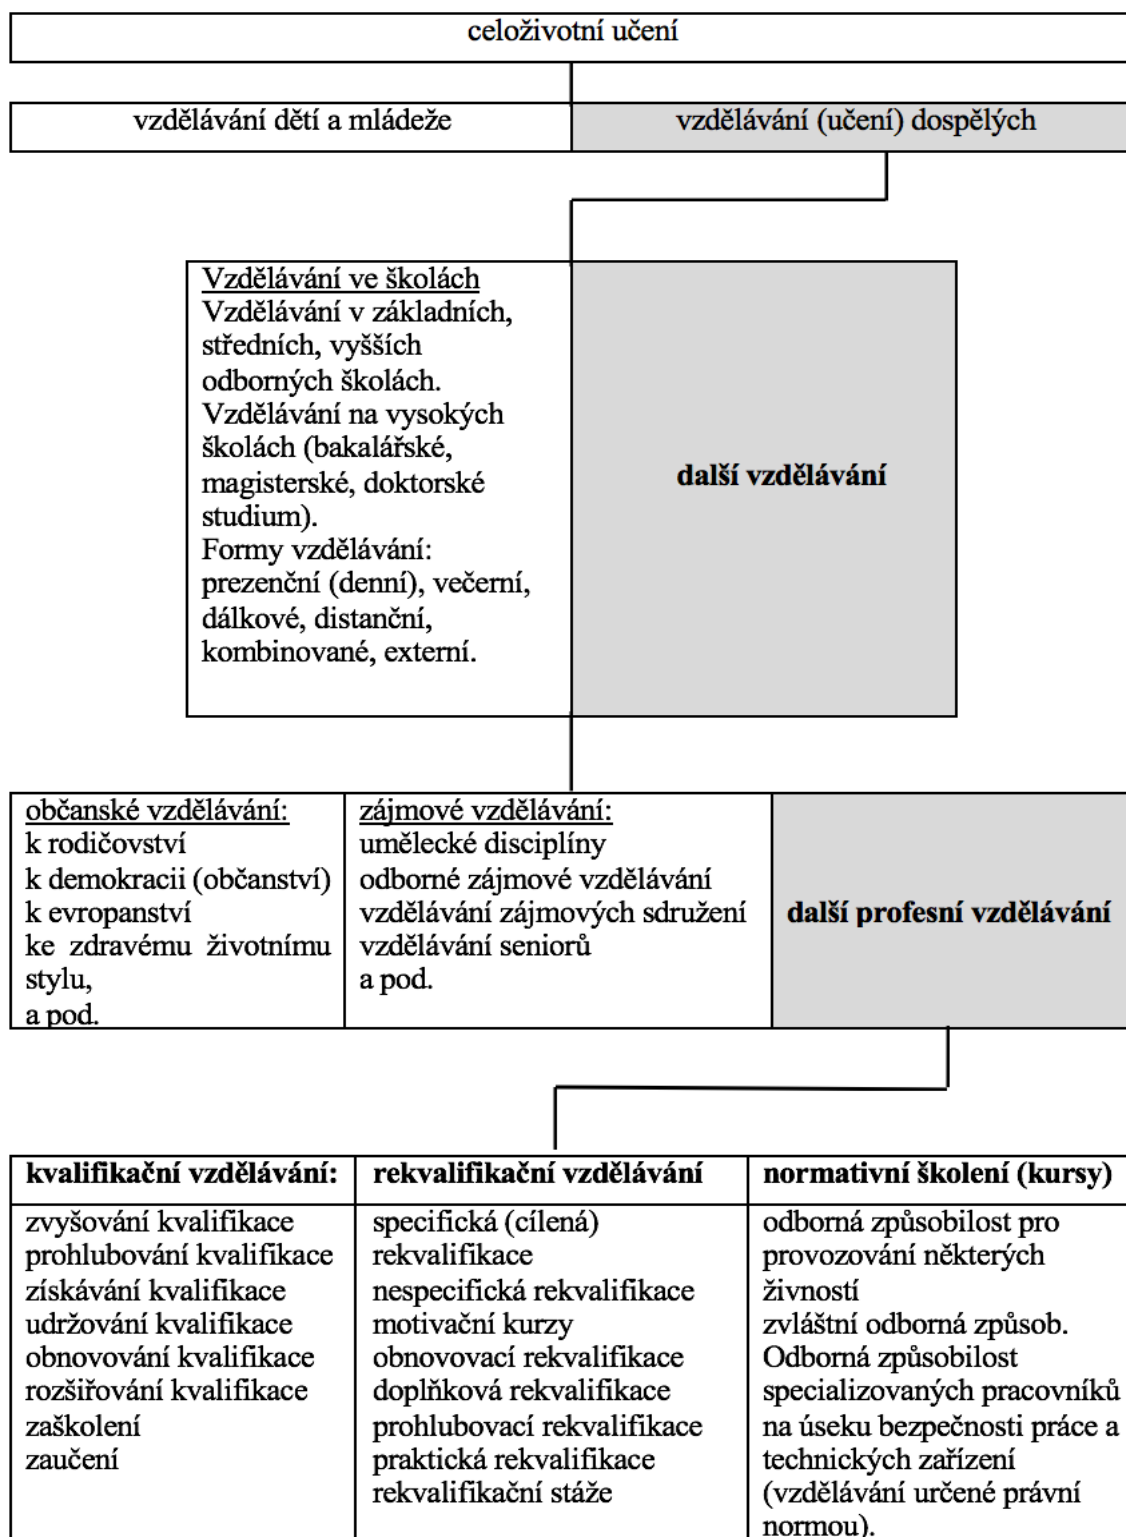 celoživotní učení
vzdělávání dětí a mládeže
vzdělávání (učení) dospělých
Vzdělávání ve školách
Vzdělávání v základních,
středních, vyšších
odborných školách.
Vzdělávání na vysokých
školách (bakalářské,
magisterské, doktorské
studium).
Formy vzdělávání:
prezenční (denní), večerní,
dálkové, distanční,
kombinované, externí.
další vzdělávání
občanské vzdělávání:
k rodičovství
k demokracii (občanství)
k evropanství
ke zdravému životnímu
stylu,
a pod.
zájmové vzdělávání:
umělecké disciplíny
odborné zájmové vzdělávání
vzdělávání zájmových sdružení
vzdělávání seniorů
a pod.
další profesní vzdělávání
kvalifikační vzdělávání:
zvyšování kvalifikace
prohlubování kvalifikace
získávání kvalifikace
udržování kvalifikace
obnovování kvalifikace
rozšiřování kvalifikace
zaškolení
zaučení
rekvalifikační vzdělávání
specifická (cílená)
rekvalifikace
nespecifická rekvalifikace
motivační kurzy
obnovovací rekvalifikace
doplňková rekvalifikace
prohlubovací rekvalifikace
praktická rekvalifikace
rekvalifikační stáže
normativní školení (kursy)
odborná způsobilost pro
provozování některých
živností
zvláštní odborná způsob.
Odborná způsobilost
specializovaných pracovníků
na úseku bezpečnosti práce a
technických zařízení
(vzdělávání určené právní
normou).